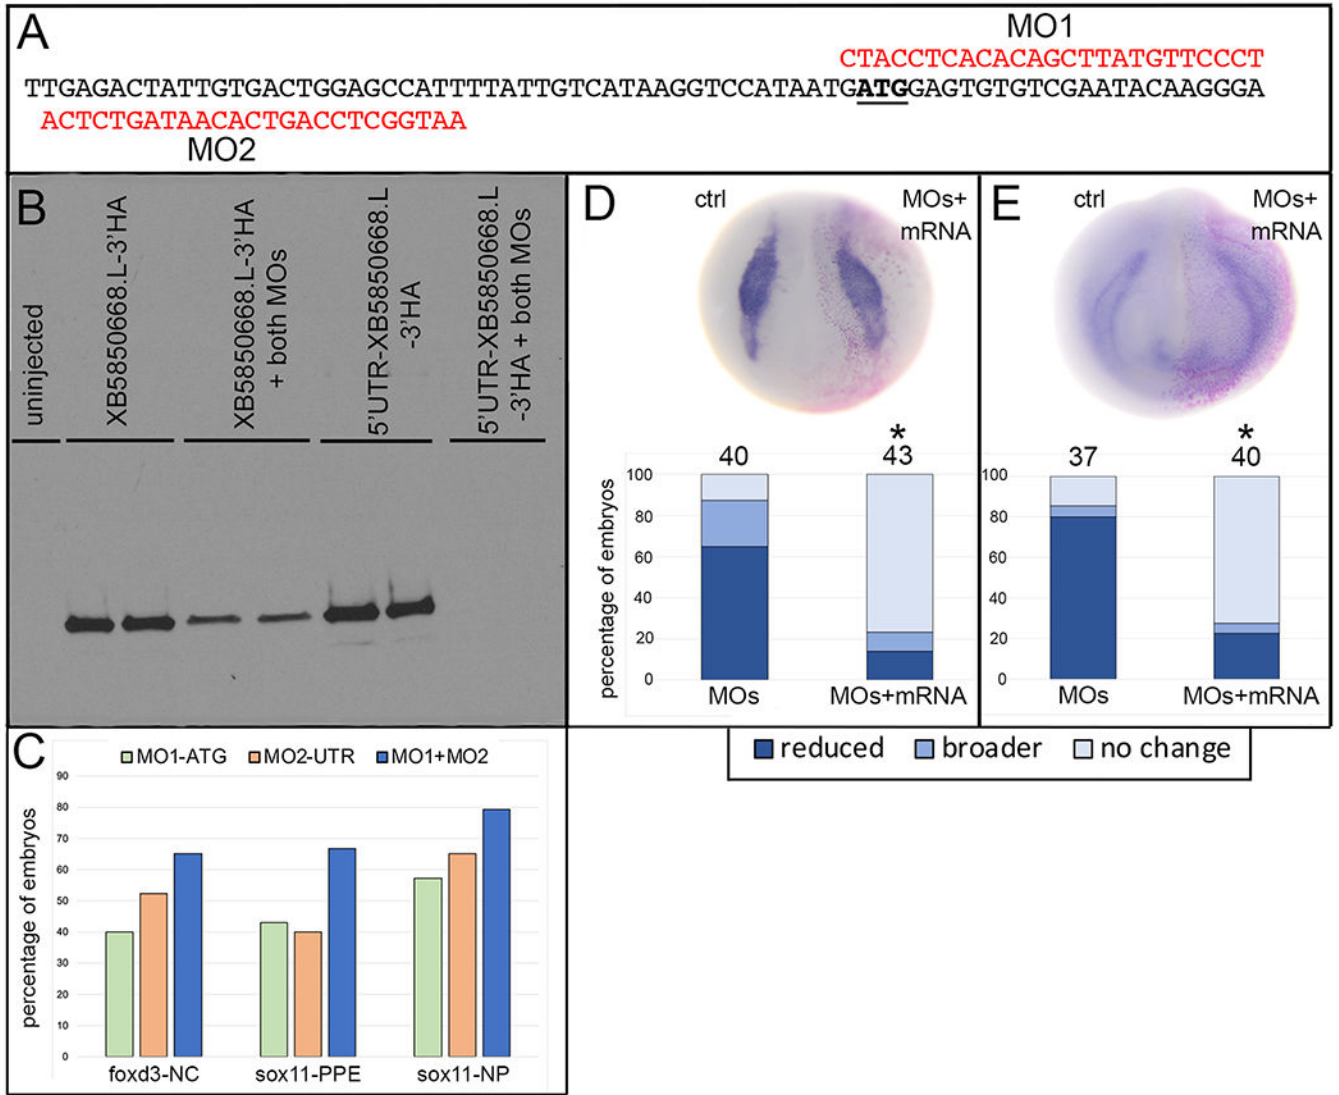 A
MO1
CTACCTCACACAGCTTATGTTCCCT
TTGAGACTATTGTGACTGGAGCCATTTTATTGTCATAAGGTCCATAATGATGGAGTGTGTCGAATACAAGGGA
ACTCTGATAACACTGACCTCGGTAA
MO2
B
uninjected
XB5850668.L-3'HA
XB5850668.L-3'HA
+ both MOs
5'UTR-XB5850668.L
-3'HA
5'UTR-XB5850668.L
-3'HA + both MOs
C
MO1-ATG MO2-UTR MO1+MO2
percentage of embryos
90
80
70
60
50
40
30
20
10
0
foxd3-NC sox11-PPE sox11-NP
D
ctrl
MOs+
mRNA
*
40 43
percentage of embryos
100
80
60
40
20
0
MOs MOs+mRNA
E
ctrl
MOs+
mRNA
*
37 40
100
80
60
40
20
0
MOs MOs+mRNA
reduced broader no change